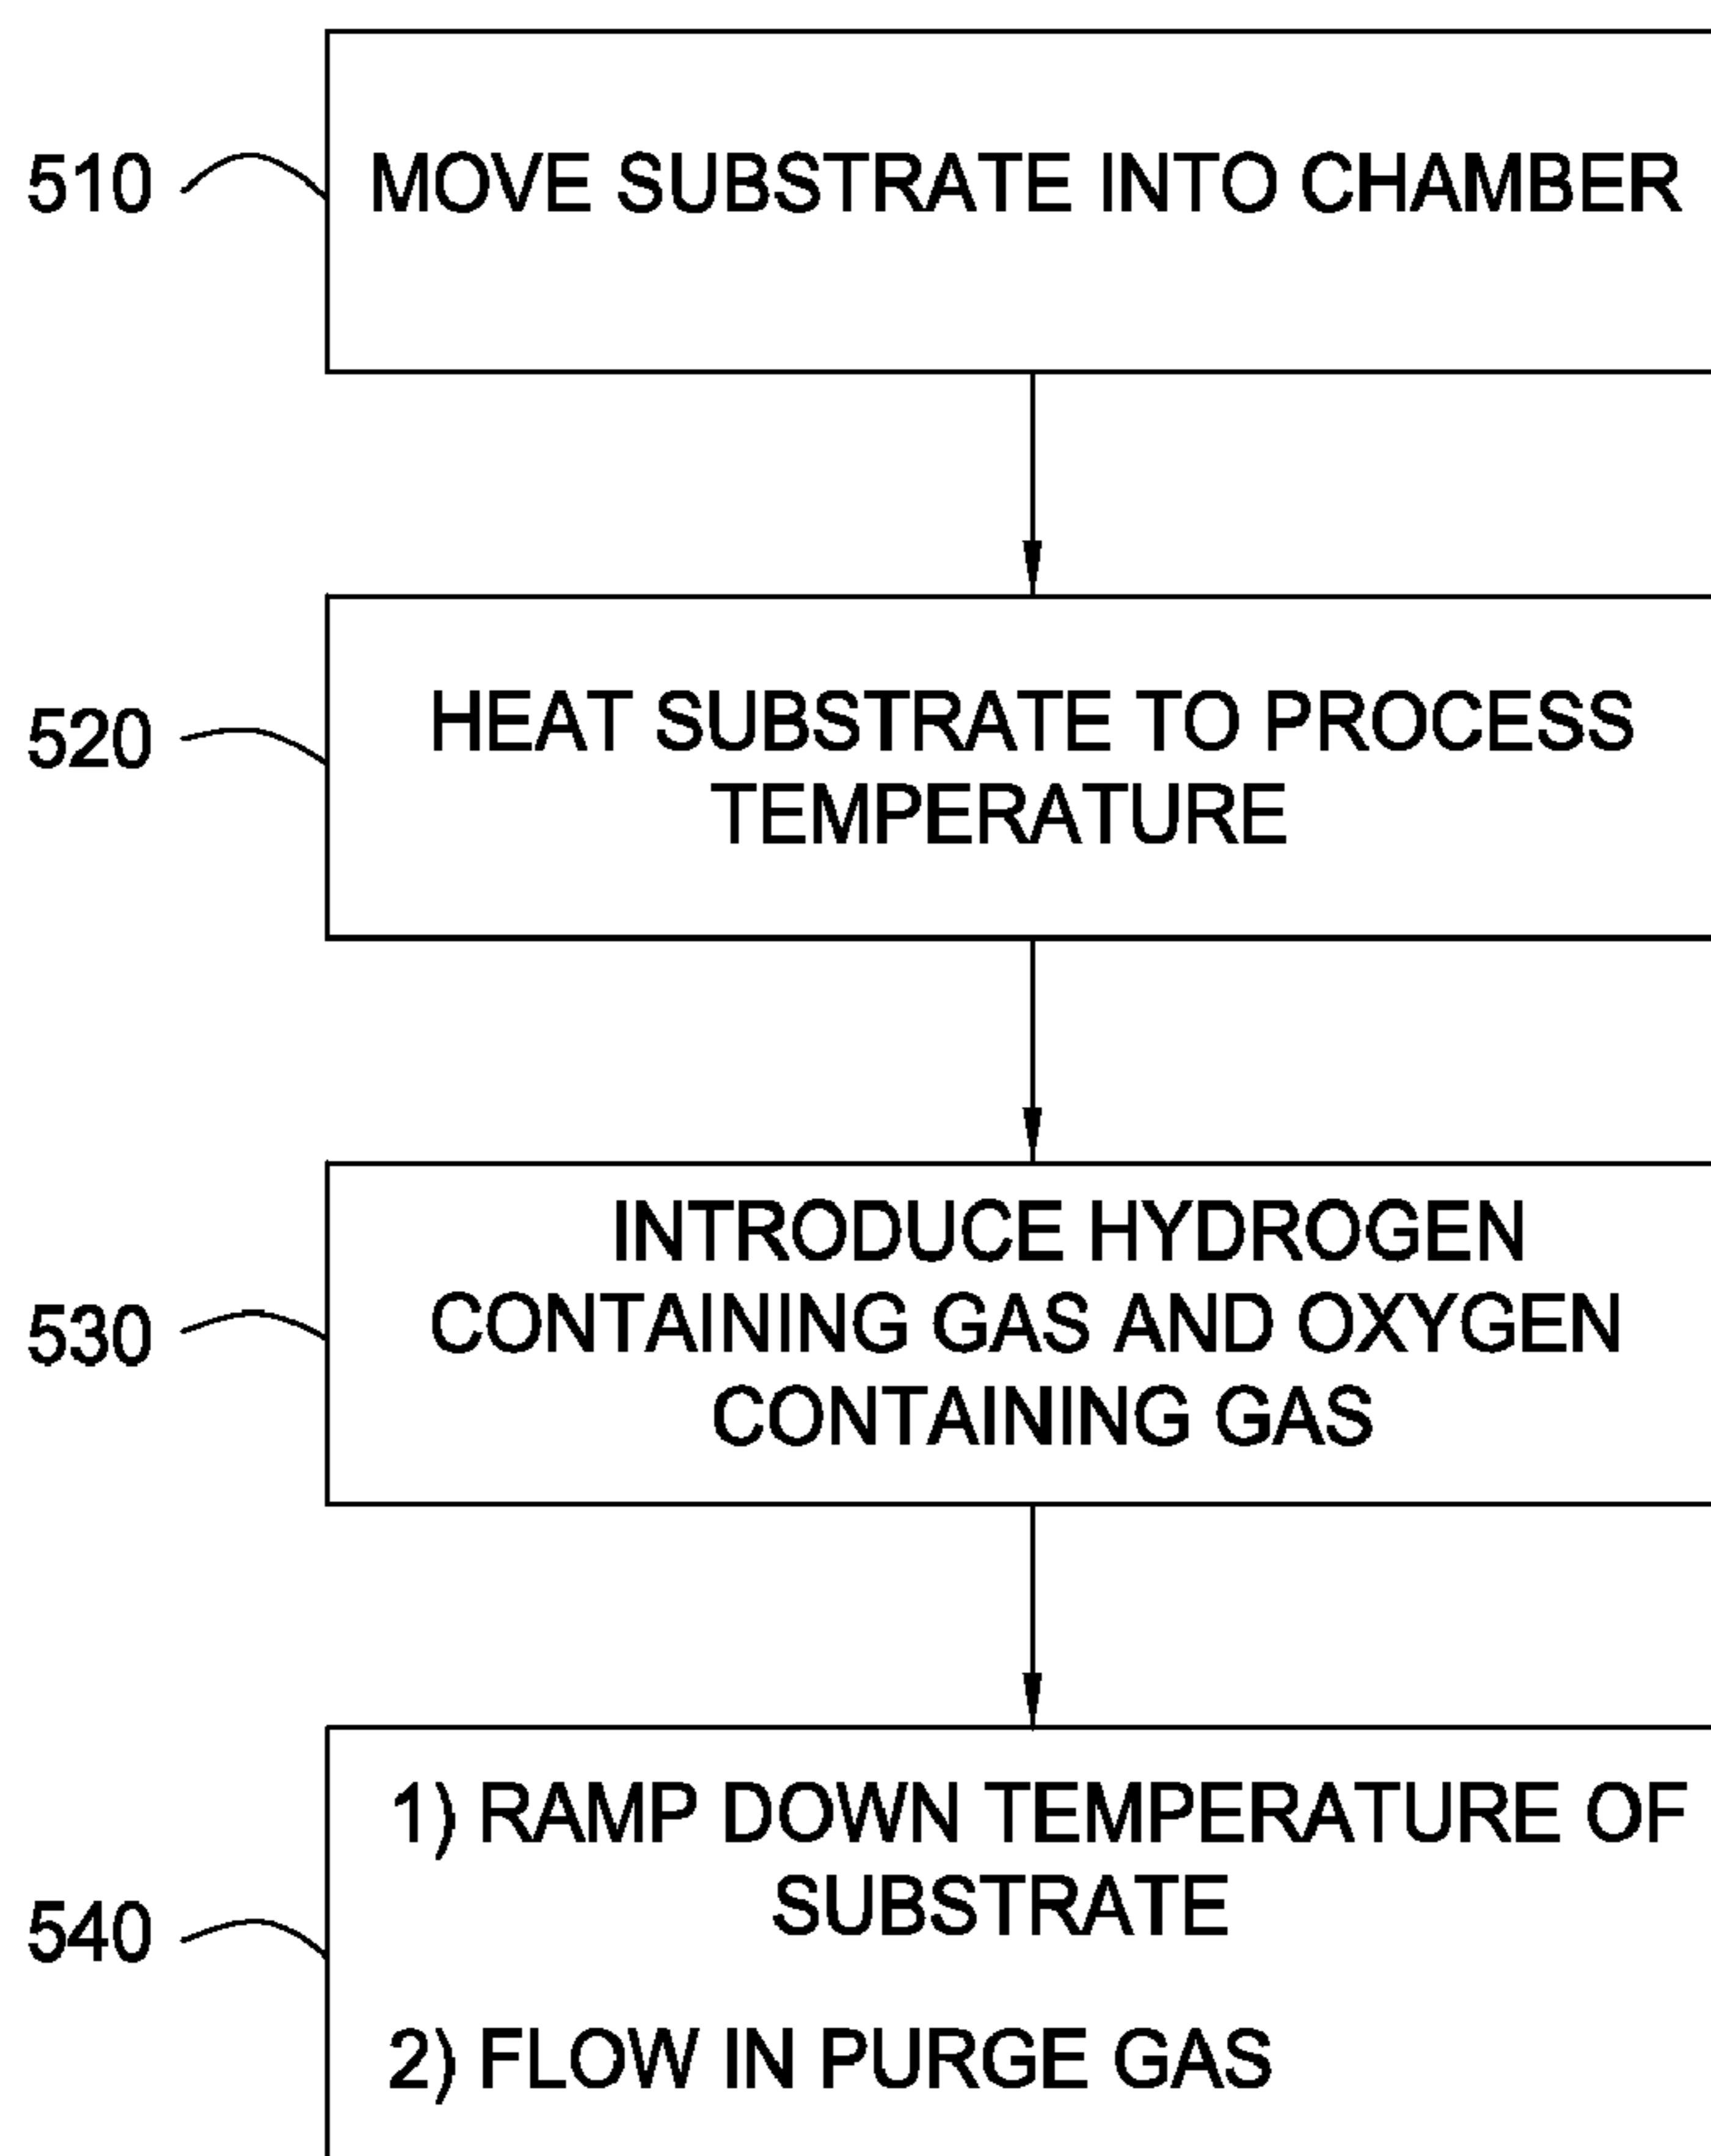 510
MOVE SUBSTRATE INTO CHAMBER
520
HEAT SUBSTRATE TO PROCESS
TEMPERATURE
530
INTRODUCE HYDROGEN
CONTAINING GAS AND OXYGEN
CONTAINING GAS
540
1) RAMP DOWN TEMPERATURE OF
SUBSTRATE
2) FLOW IN PURGE GAS